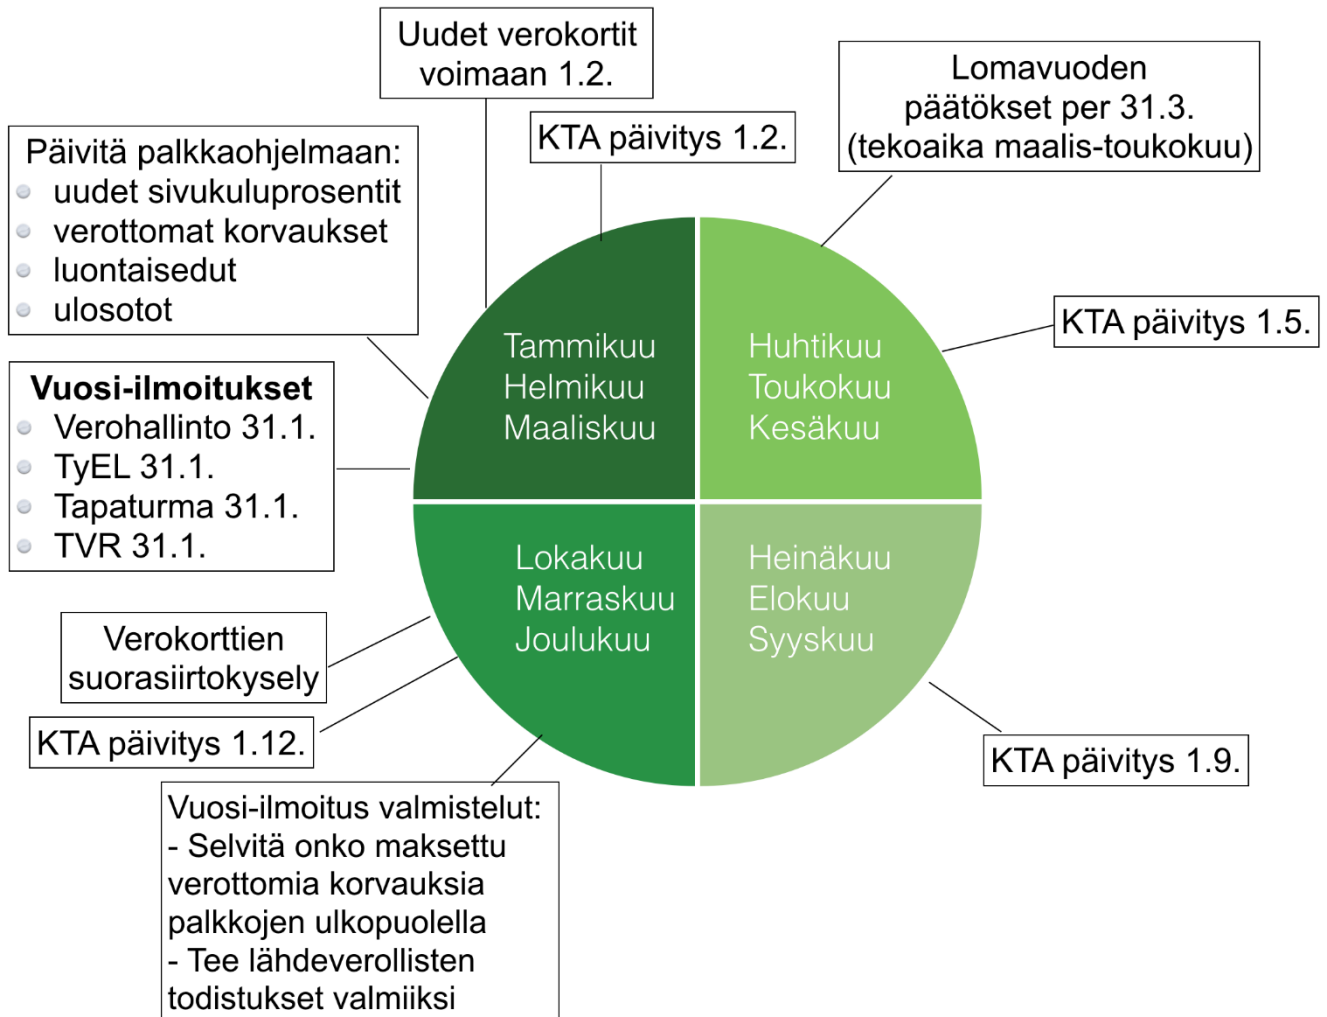 Uudet verokortit
voimaan 1.2.
KTA päivitys 1.2.
Lomavuoden
päätökset per 31.3.
(tekoaika maalis-toukokuu)
Päivitä palkkaohjelmaan:
uudet sivukuluprosentit
verottomat korvaukset
luontaisedut
ulosotot
KTA päivitys 1.5.
Tammikuu
Helmikuu
Maaliskuu
Huhtikuu
Toukokuu
Kesäkuu
Vuosi-ilmoitukset
Verohallinto 31.1.
TyEL 31.1.
Tapaturma 31.1.
TVR 31.1.
Lokakuu
Marraskuu
Joulukuu
Heinäkuu
Elokuu
Syyskuu
Verokorttien
suorasiirtokysely
KTA päivitys 1.12.
KTA päivitys 1.9.
Vuosi-ilmoitus valmistelut:
- Selvitä onko maksettu
verottomia korvauksia
palkkojen ulkopuolella
- Tee lähdeverollisten
todistukset valmiiksi